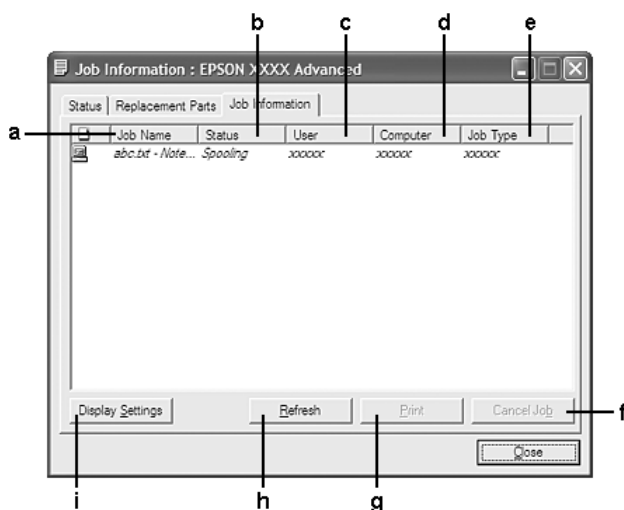 b c d e
Job Information : EPSON XXXX Advanced
Status Replacement Parts Job Information
a Job Name Status User Computer Job Type
abc.txt - Note... Spooling xxxxxx xxxxxx xxxxxx
Display Settings Refresh Print Cancel Job f
Close
i h g